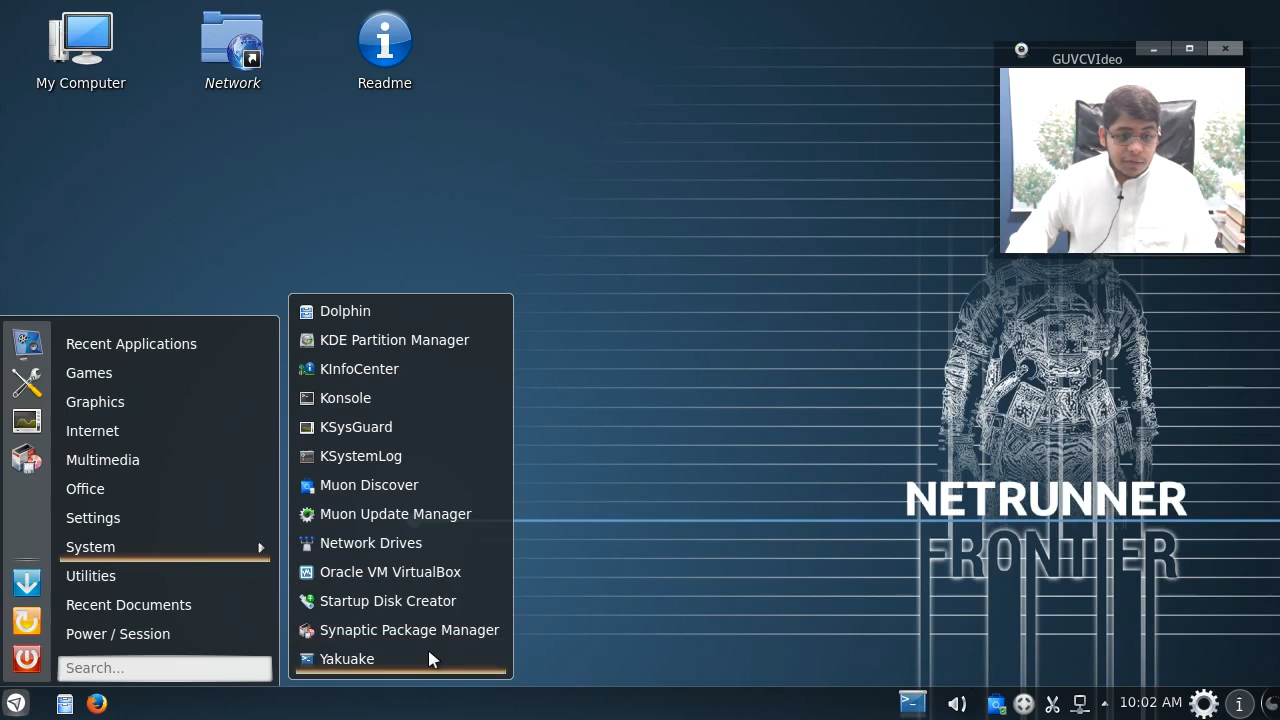 My Computer
Network
Readme
GUVCVIdeo
Recent Applications
Games
Graphics
Internet
Multimedia
Office
Settings
System
Utilities
Recent Documents
Power / Session
Search...
Dolphin
KDE Partition Manager
KInfoCenter
Konsole
KSysGuard
KSystemLog
Muon Discover
Muon Update Manager
Network Drives
Oracle VM VirtualBox
Startup Disk Creator
Synaptic Package Manager
Yakuake
NETRUNNER
FRONTIER
10:02 AM